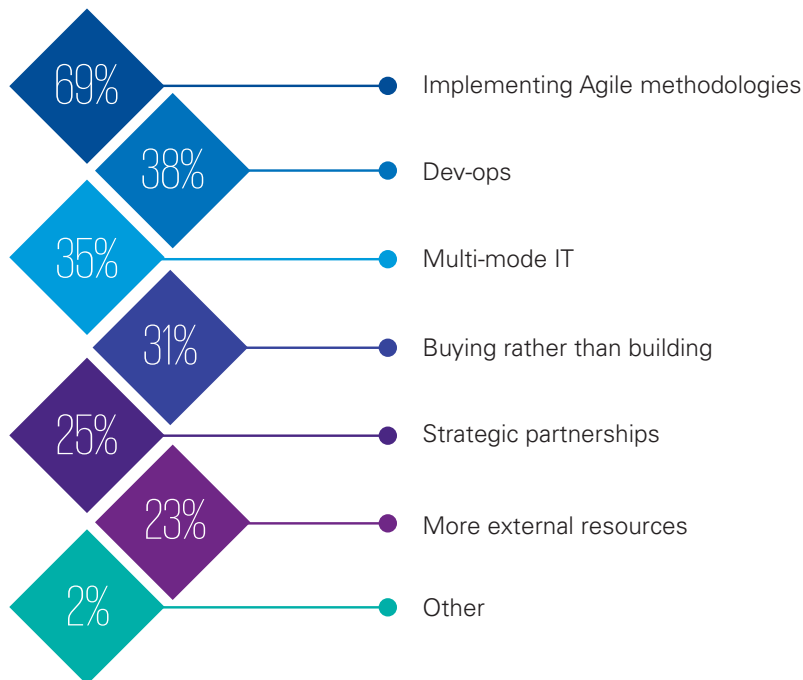 69% Implementing Agile methodologies
38% Dev-ops
35% Multi-mode IT
31% Buying rather than building
25% Strategic partnerships
23% More external resources
2% Other